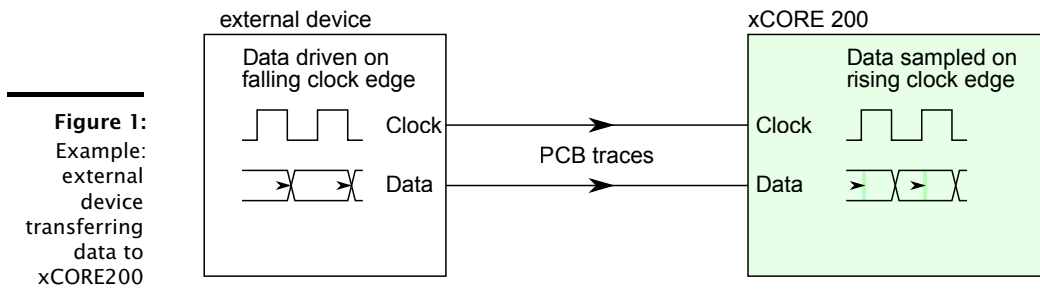 external device
xCORE 200
Data driven on
falling clock edge
Data sampled on
rising clock edge
Figure 1:
Example:
external
device
transferring
data to
xCORE200
Clock
Clock
PCB traces
Data
Data